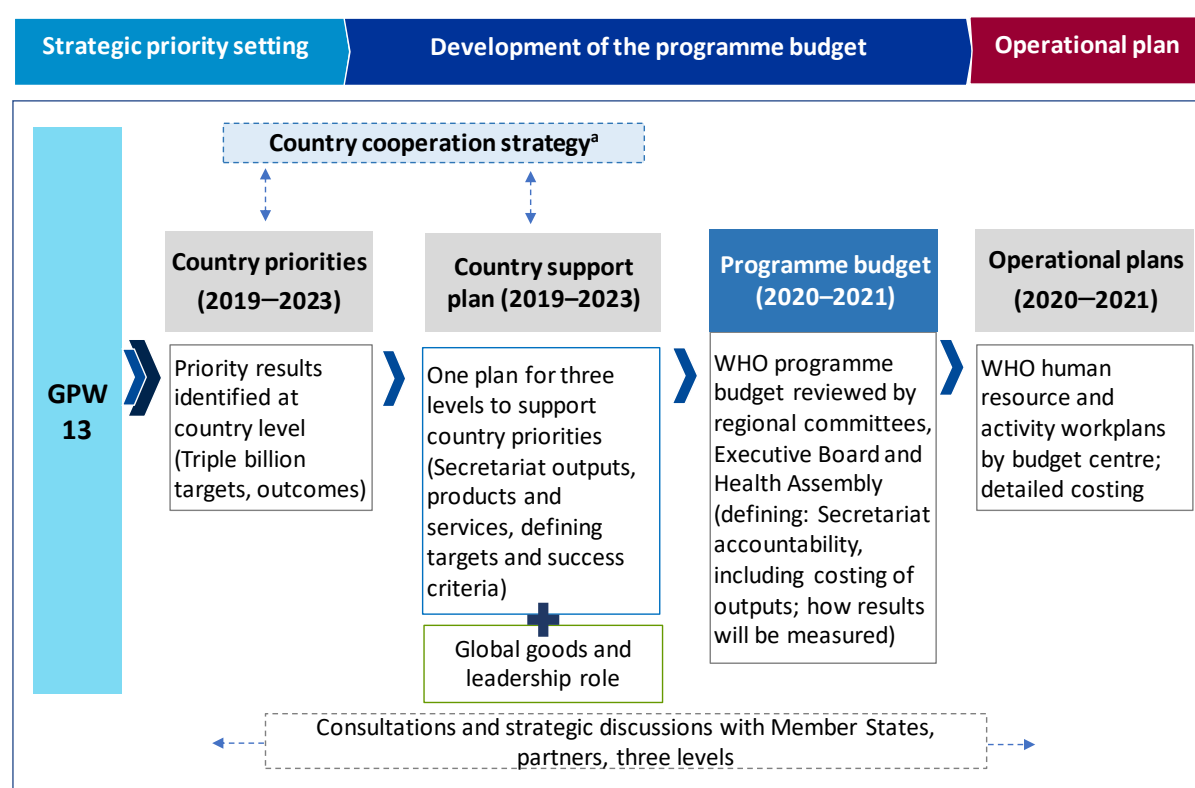 Strategic priority setting
Development of the programme budget
Operational plan
Country cooperation strategyᵃ
GPW
13
Country priorities
(2019—2023)
Priority results
identified at
country level
(Triple billion
targets, outcomes)
Country support
plan (2019–2023)
One plan for three
levels to support
country priorities
(Secretariat outputs,
products and
services, defining
targets and success
criteria)
Global goods and
leadership role
Programme budget
(2020–2021)
WHO programme
budget reviewed by
regional committees,
Executive Board and
Health Assembly
(defining: Secretariat
accountability,
including costing of
outputs; how results
will be measured)
Operational plans
(2020—2021)
WHO human
resource and
activity workplans
by budget centre;
detailed costing
Consultations and strategic discussions with Member States,
partners, three levels